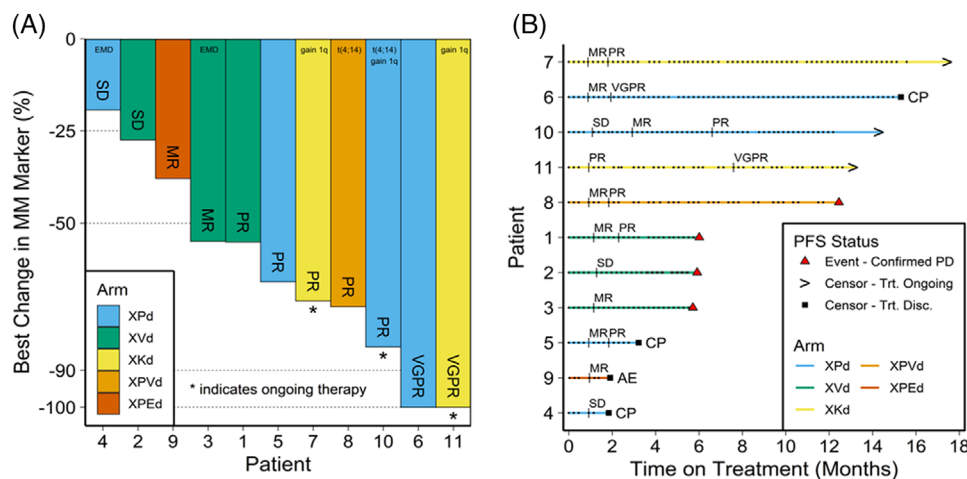 (A)
Best Change in MM Marker (%)
0
-25
-50
-90
-100
EMD
SD
SD
MR
EMD
MR
PR
PR
gain 1q
PR
*
t(4;14)
PR
t(4;14)
gain 1q
PR
*
VGPR
gain 1q
VGPR
*
Arm
XPd
XVd
XKd
XPVd
XPEd
* indicates ongoing therapy
4 2 9 3 1 5 7 8 10 6 11
Patient
(B)
Patient
7 MR PR
6 MR VGPR CP
10 SD MR PR
11 PR VGPR
8 MR PR
1 MR PR
2 SD
3 MR
5 MR PR CP
9 MR AE
4 SD CP
PFS Status
Event - Confirmed PD
Censor - Trt. Ongoing
Censor - Trt. Disc.
Arm
XPd XPVd
XVd XPEd
XKd
0 2 4 6 8 10 12 14 16 18
Time on Treatment (Months)